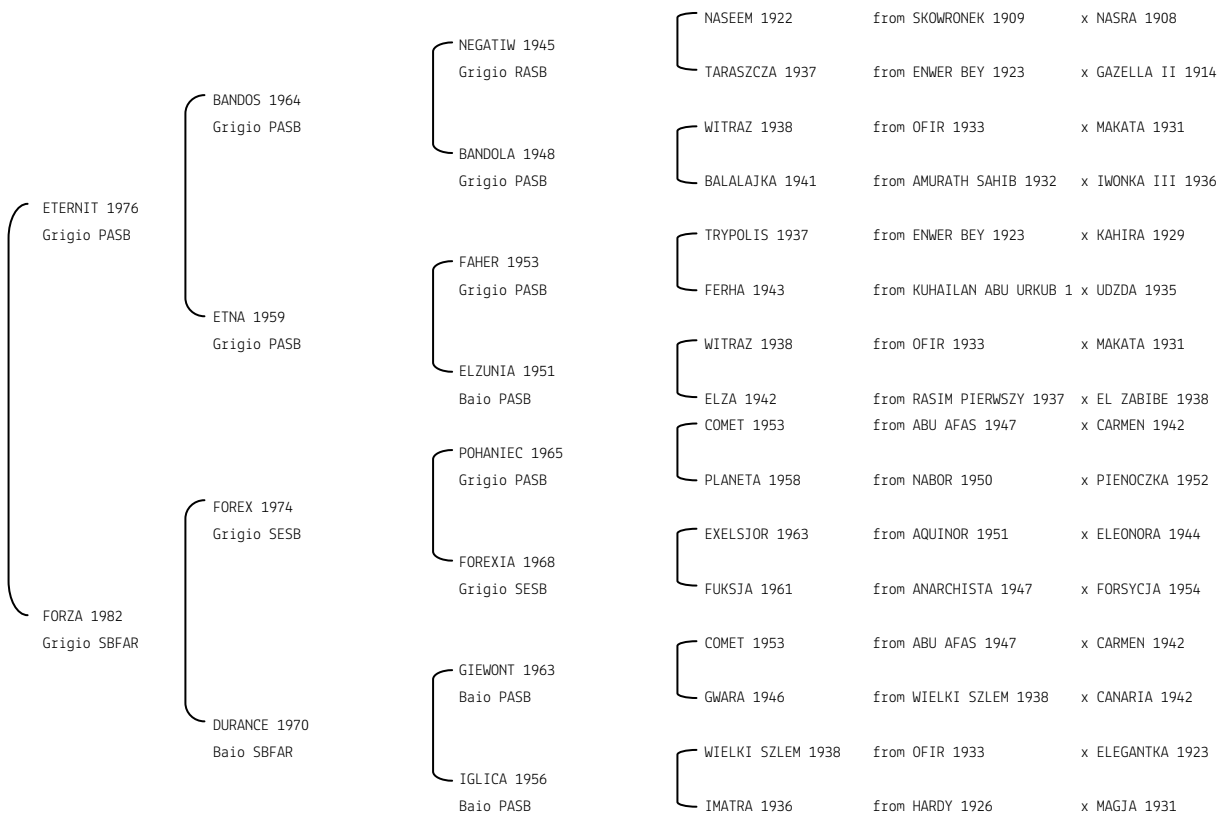 NASEEM 1922 from SKOWRONEK 1909 x NASRA 1908
NEGATIW 1945
Grigio RASB TARASZCZA 1937 from ENWER BEY 1923 x GAZELLA II 1914
BANDOS 1964
Grigio PASB WITRAZ 1938 from OFIR 1933 x MAKATA 1931
BANDOLA 1948
Grigio PASB BALALAJKA 1941 from AMURATH SAHIB 1932 x IWONKA III 1936
ETERNIT 1976
Grigio PASB TRYPOLIS 1937 from ENWER BEY 1923 x KAHIRA 1929
FAHER 1953
Grigio PASB FERHA 1943 from KUHAILAN ABU URKUB 1 x UDZDA 1935
ETNA 1959
Grigio PASB WITRAZ 1938 from OFIR 1933 x MAKATA 1931
ELZUNIA 1951
Baio PASB ELZA 1942 from RASIM PIERWSZY 1937 x EL ZABIBE 1938
COMET 1953 from ABU AFAS 1947 x CARMEN 1942
POHANIEC 1965
Grigio PASB PLANETA 1958 from NABOR 1950 x PIENOCZKA 1952
FOREX 1974
Grigio SESB EXELSJOR 1963 from AQUINOR 1951 x ELEONORA 1944
FOREXIA 1968
Grigio SESB FUKSJA 1961 from ANARCHISTA 1947 x FORSYCJA 1954
FORZA 1982
Grigio SBFAR COMET 1953 from ABU AFAS 1947 x CARMEN 1942
GIEWONT 1963
Baio PASB GWARA 1946 from WIELKI SZLEM 1938 x CANARIA 1942
DURANCE 1970
Baio SBFAR WIELKI SZLEM 1938 from OFIR 1933 x ELEGANTKA 1923
IGLICA 1956
Baio PASB IMATRA 1936 from HARDY 1926 x MAGJA 1931